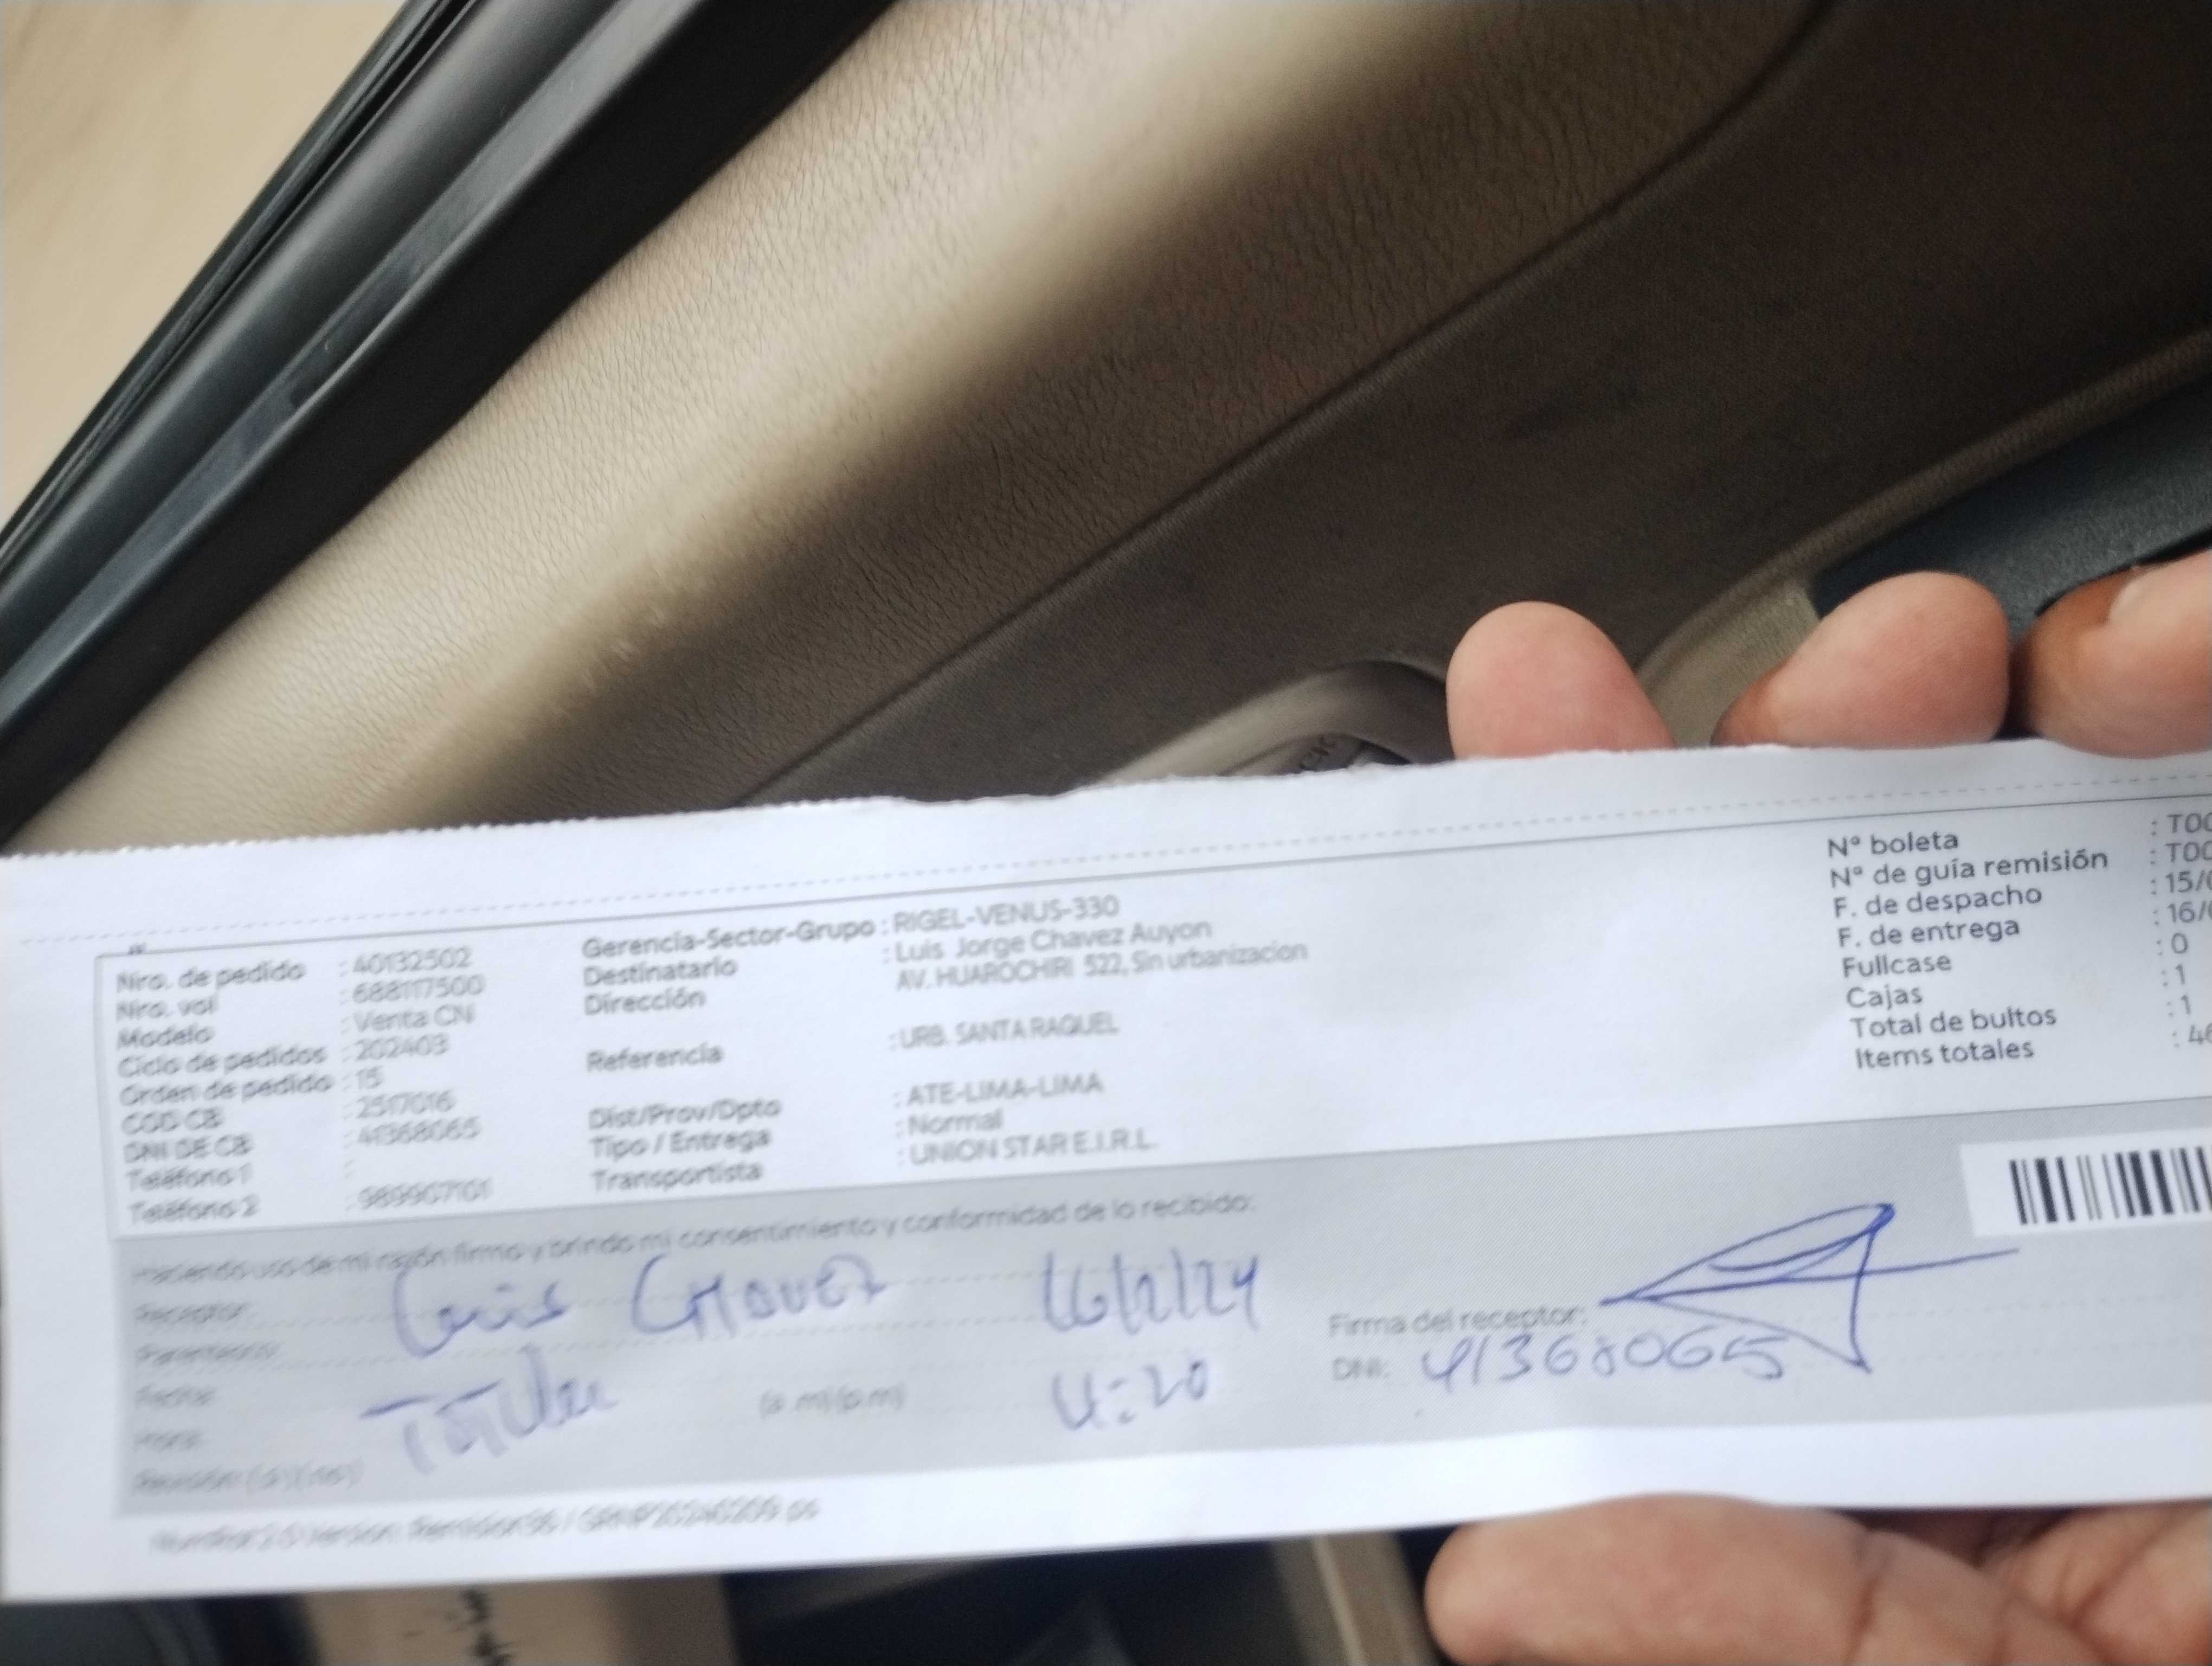 Nro. de pedido : 40132502
Nro. vol : 688117500
Modelo : Venta CN
Ciclo de pedidos : 202403
Orden de pedido : 15
COD CB : 2517016
DNI DE CB : 41368065
Teléfono 1 :
Teléfono 2 : 989907101
Gerencia-Sector-Grupo : RIGEL-VENUS-330
Destinatario : Luis Jorge Chavez Auyon
Dirección AV. HUAROCHIRI 522, Sin urbanizacion
Referencia : URB. SANTA RAQUEL
Dist/Prov/Dpto : ATE-LIMA-LIMA
Tipo / Entrega : Normal
Transportista : UNION STAR E.I.R.L.
Nº boleta : T00
Nº de guía remisión : T00
F. de despacho : 15/0
F. de entrega : 16/0
Fullcase : 0
Cajas : 1
Total de bultos : 1
Items totales : 46
Haciendo uso de mi razón firmo y brindo mi consentimiento y conformidad de lo recibido:
Receptor: Luis CHAVEZ 16/2/24
Parentesco:
Fecha:
Hora: (a.m)(p.m) 4:20
Firma del receptor:
DNI: 41368065